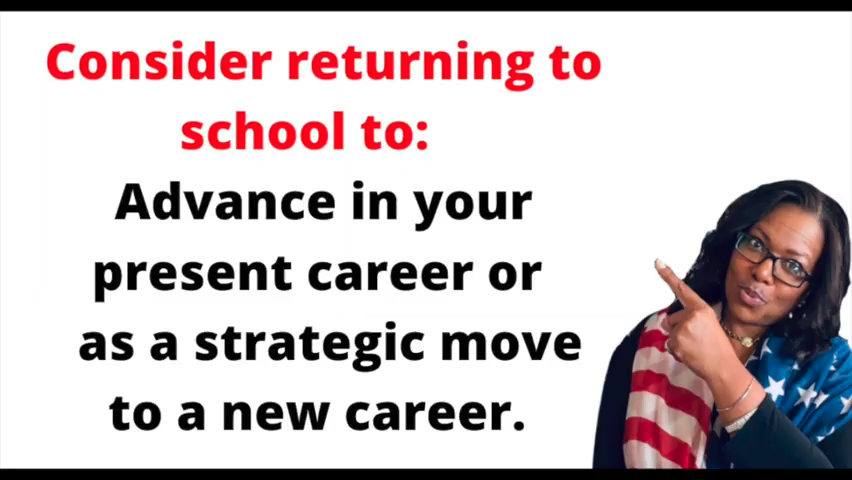 Consider returning to
school to:
Advance in your
present career or
as a strategic move
to a new career.